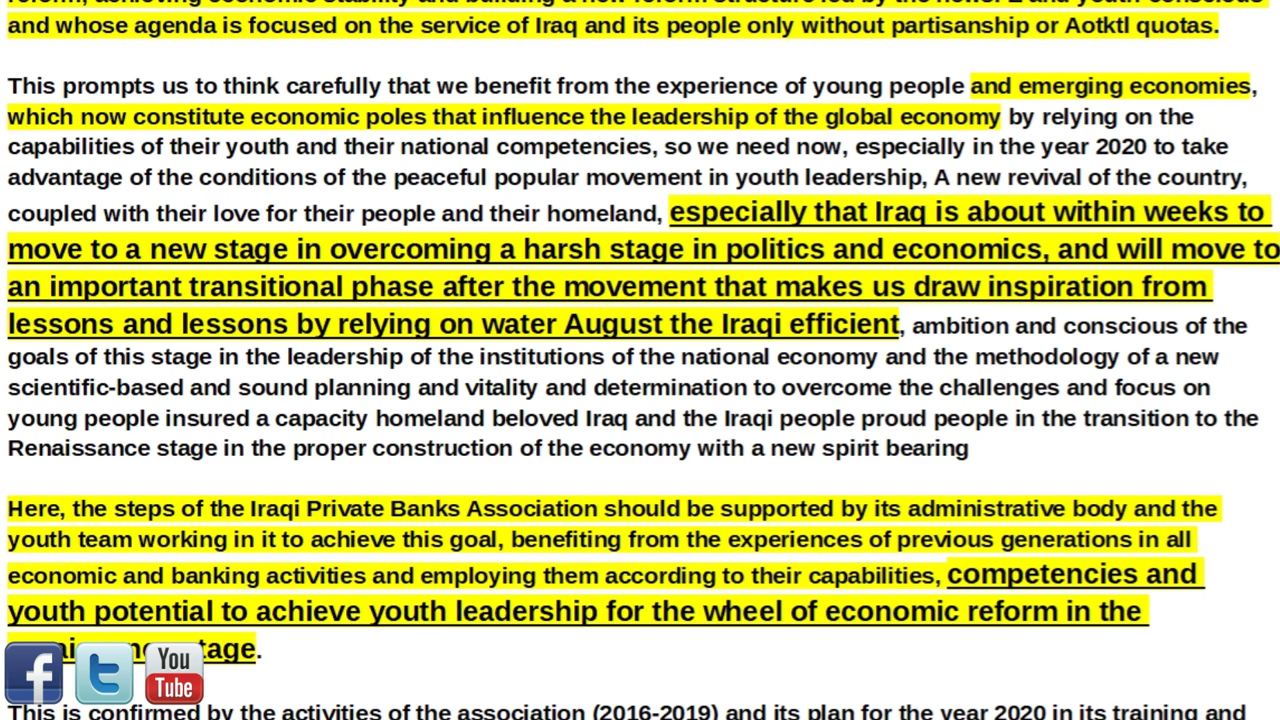 and whose agenda is focused on the service of Iraq and its people only without partisanship or Aotktl quotas.
This prompts us to think carefully that we benefit from the experience of young people and emerging economies,
which now constitute economic poles that influence the leadership of the global economy by relying on the
capabilities of their youth and their national competencies, so we need now, especially in the year 2020 to take
advantage of the conditions of the peaceful popular movement in youth leadership, A new revival of the country,
coupled with their love for their people and their homeland, especially that Iraq is about within weeks to
move to a new stage in overcoming a harsh stage in politics and economics, and will move to
an important transitional phase after the movement that makes us draw inspiration from
lessons and lessons by relying on water August the Iraqi efficient, ambition and conscious of the
goals of this stage in the leadership of the institutions of the national economy and the methodology of a new
scientific-based and sound planning and vitality and determination to overcome the challenges and focus on
young people insured a capacity homeland beloved Iraq and the Iraqi people proud people in the transition to the
Renaissance stage in the proper construction of the economy with a new spirit bearing
Here, the steps of the Iraqi Private Banks Association should be supported by its administrative body and the
youth team working in it to achieve this goal, benefiting from the experiences of previous generations in all
economic and banking activities and employing them according to their capabilities, competencies and
youth potential to achieve youth leadership for the wheel of economic reform in the
You Tube
This is confirmed by the activities of the association (2016-2019) and its plan for the year 2020 in its training and